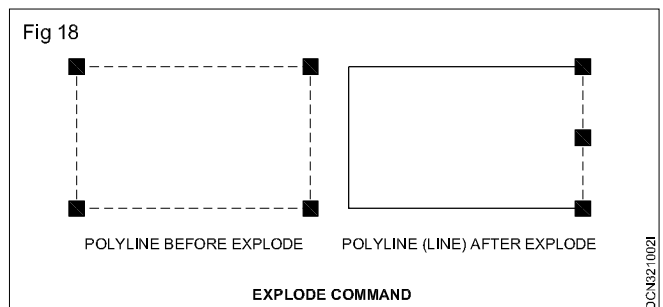 Fig 18
POLYLINE BEFORE EXPLODE
POLYLINE (LINE) AFTER EXPLODE
EXPLODE COMMAND
DCN321002I